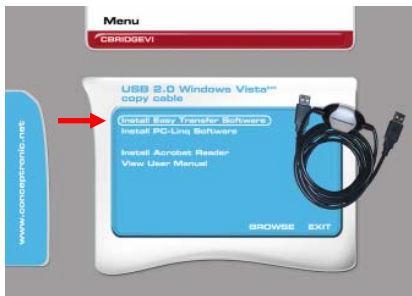 Menu
CBRIDGEVI
USB 2.0 Windows Vista™
copy cable
Install Easy Transfer Software
Install PC-Linq Software
Install Acrobat Reader
View User Manual
BROWSE EXIT
www.conceptronic.net